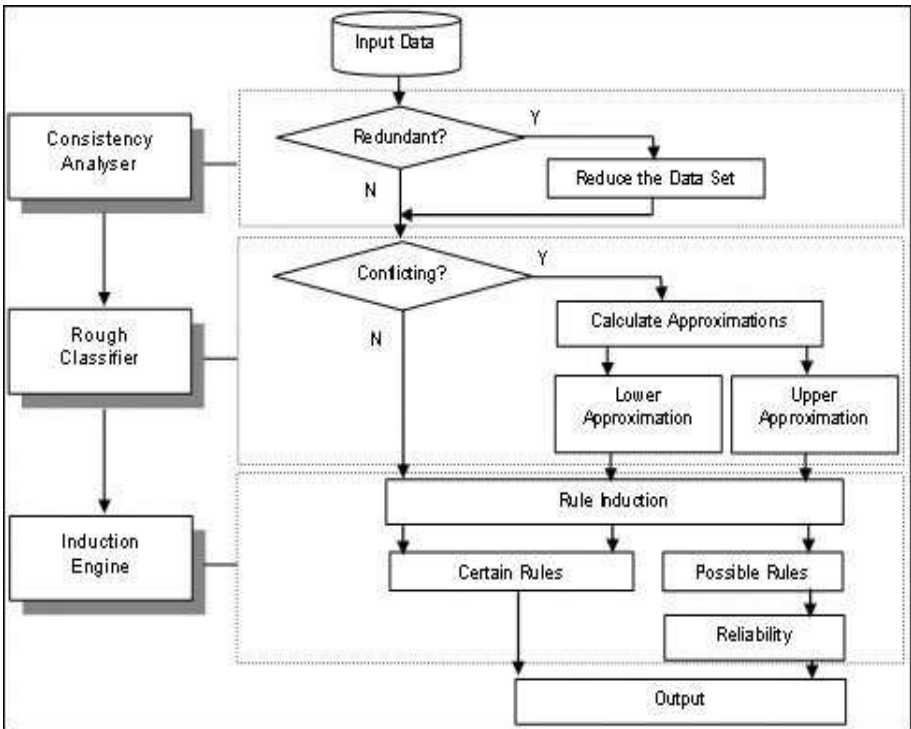 Input Data
Consistency
Analyser
Redundant?
Y
Reduce the Data Set
N
Conflicting?
Y
Rough
Classifier
N
Calculate Approximations
Lower
Approximation
Upper
Approximation
Induction
Engine
Rule Induction
Certain Rules
Possible Rules
Reliability
Output